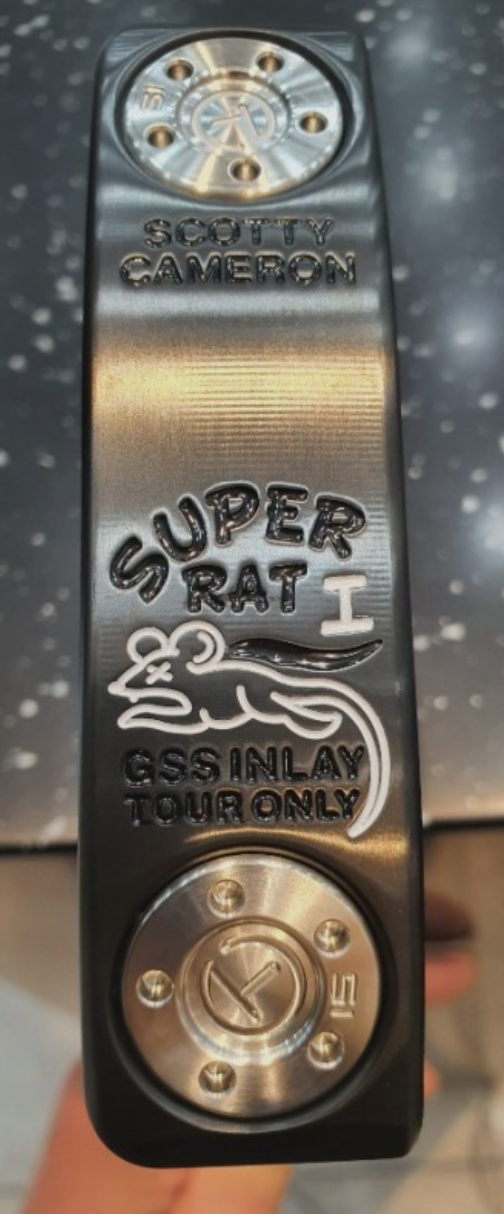 15
SCOTTY
CAMERON
SUPER
RAT I
GSS INLAY
TOUR ONLY
15